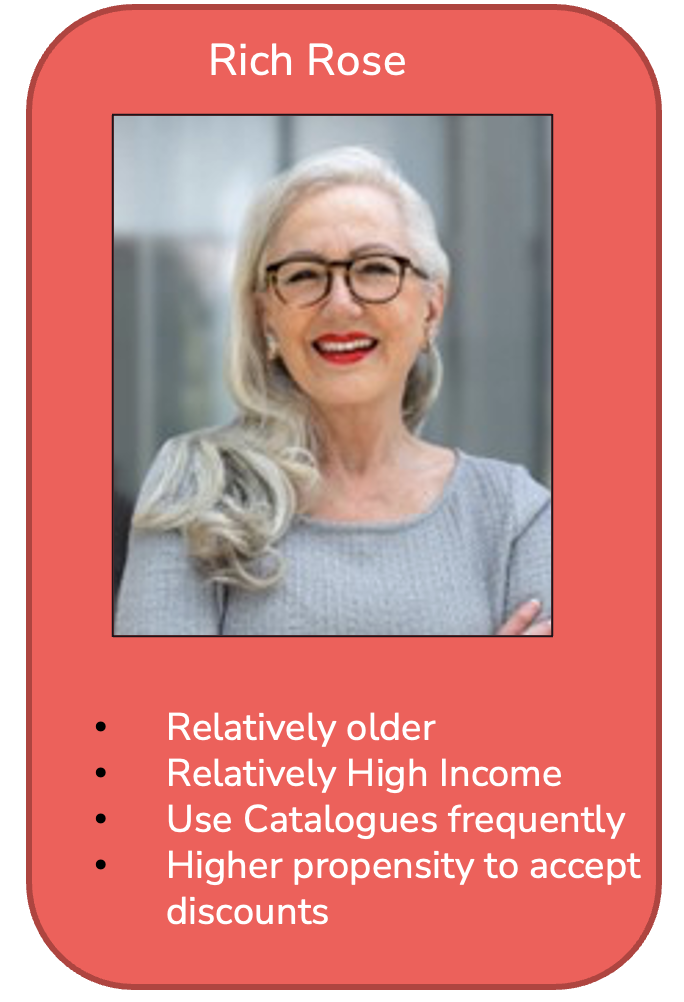 Rich Rose
• Relatively older
• Relatively High Income
• Use Catalogues frequently
• Higher propensity to accept
discounts